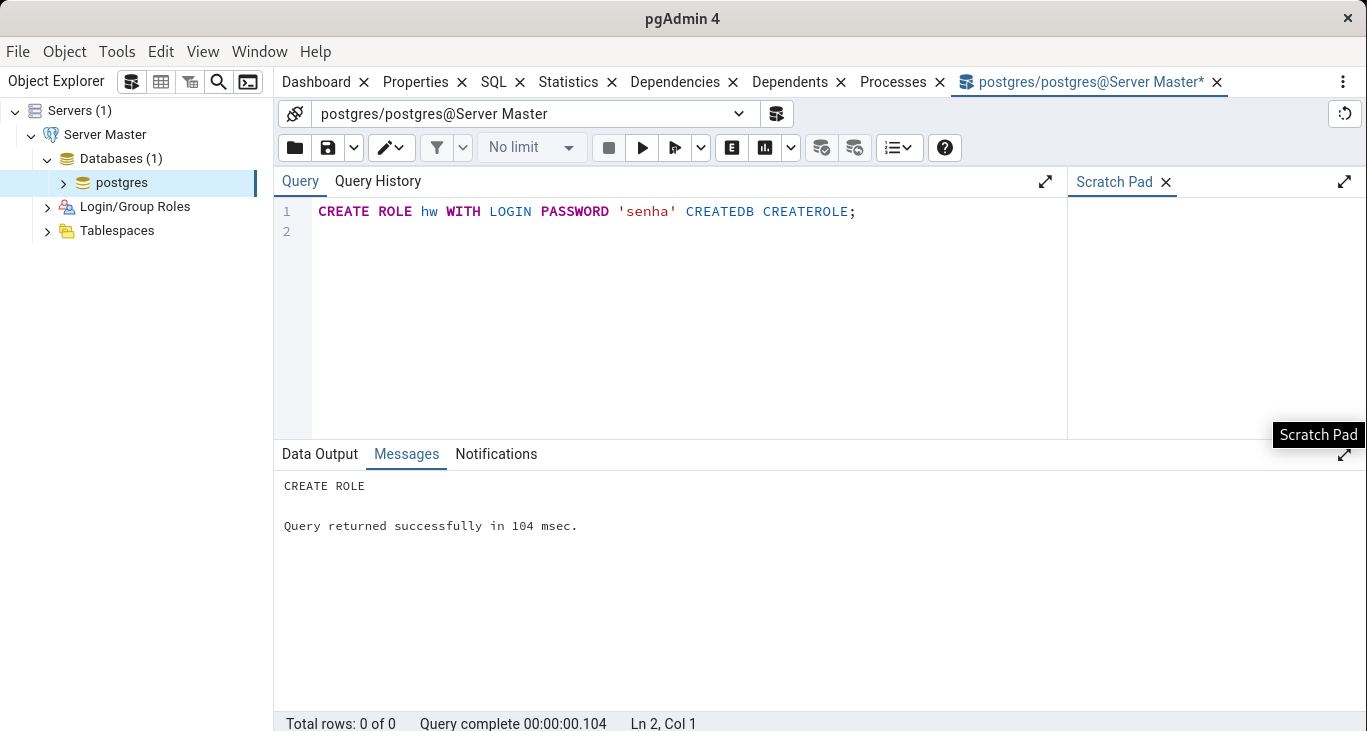 pgAdmin 4
File Object Tools Edit View Window Help
Object Explorer
Dashboard Properties SQL Statistics Dependencies Dependents Processes postgres/postgres@Server Master*
Servers (1)
Server Master
Databases (1)
postgres
Login/Group Roles
Tablespaces
postgres/postgres@Server Master
No limit
E
Query Query History
Scratch Pad
1 CREATE ROLE hw WITH LOGIN PASSWORD 'senha' CREATEDB CREATEROLE;
2
Scratch Pad
Data Output Messages Notifications
CREATE ROLE
Query returned successfully in 104 msec.
Total rows: 0 of 0 Query complete 00:00:00.104 Ln 2, Col 1